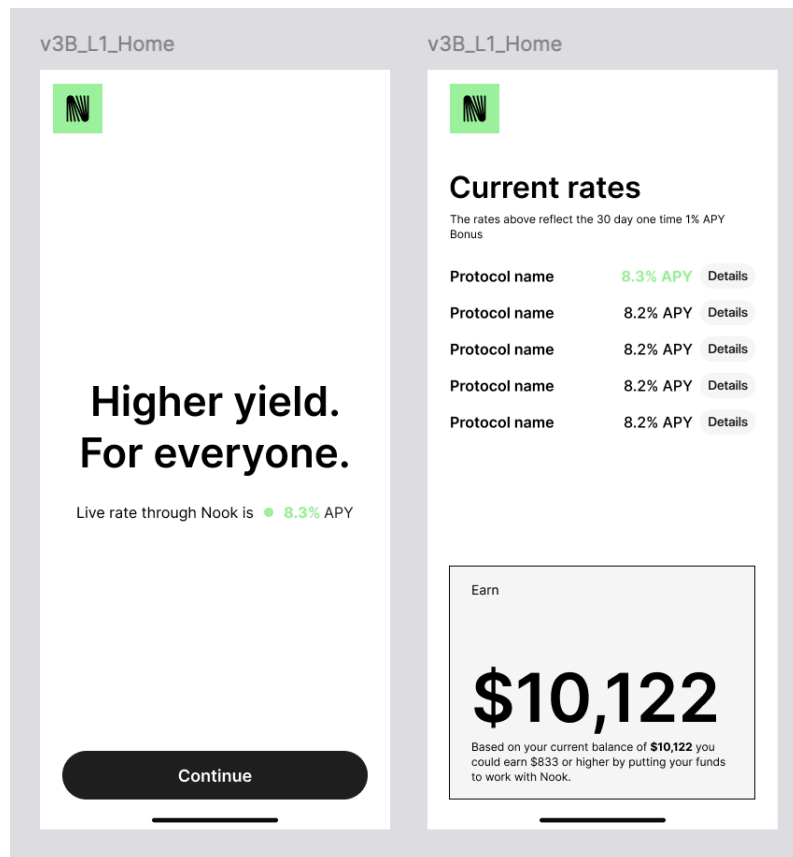 v3B_L1_Home
Higher yield.
For everyone.
Live rate through Nook is 8.3% APY
Continue
v3B_L1_Home
Current rates
The rates above reflect the 30 day one time 1% APY
Bonus
Protocol name 8.3% APY Details
Protocol name 8.2% APY Details
Protocol name 8.2% APY Details
Protocol name 8.2% APY Details
Protocol name 8.2% APY Details
Earn
$10,122
Based on your current balance of $10,122 you
could earn $833 or higher by putting your funds
to work with Nook.